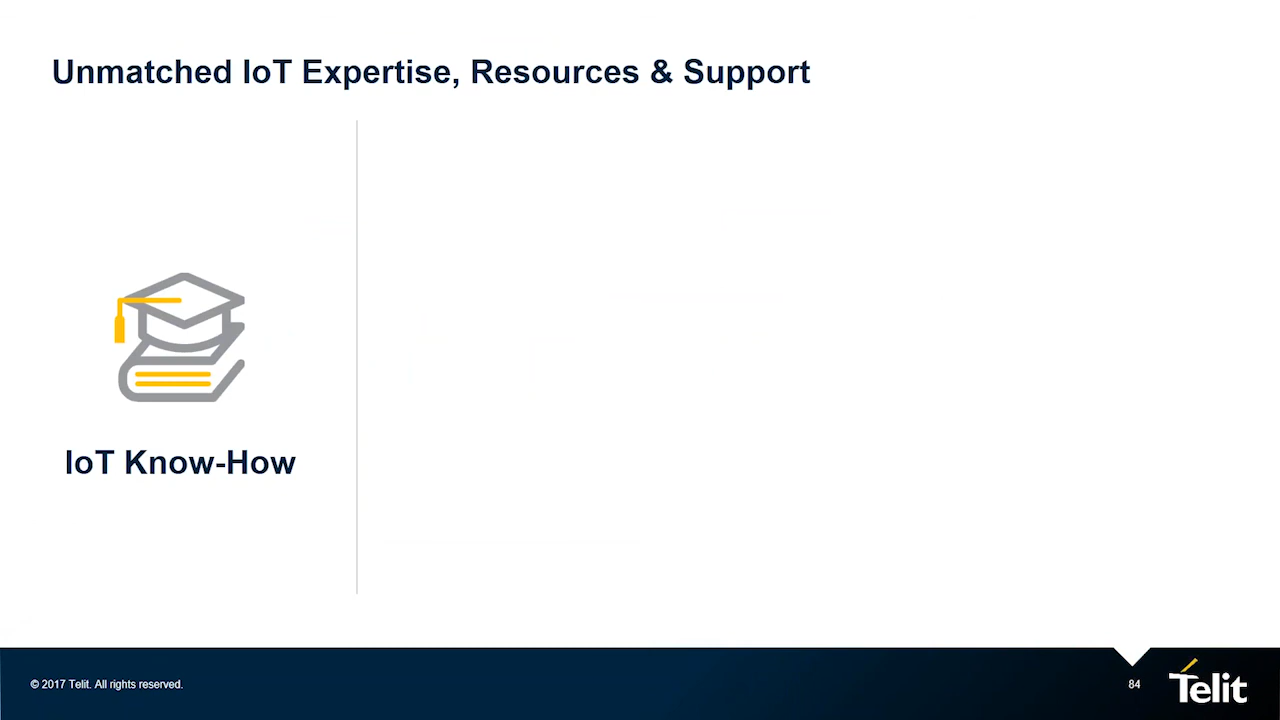 Unmatched IoT Expertise, Resources & Support
IoT Know-How
© 2017 Telit. All rights reserved.
84
Telit